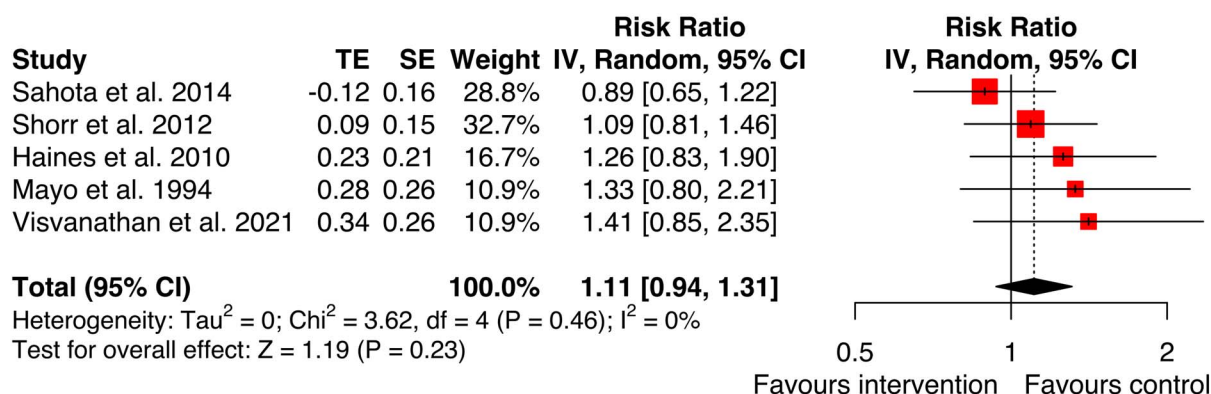 Risk Ratio Risk Ratio
Study TE SE Weight IV, Random, 95% CI IV, Random, 95% CI
Sahota et al. 2014 -0.12 0.16 28.8% 0.89 [0.65, 1.22]
Shorr et al. 2012 0.09 0.15 32.7% 1.09 [0.81, 1.46]
Haines et al. 2010 0.23 0.21 16.7% 1.26 [0.83, 1.90]
Mayo et al. 1994 0.28 0.26 10.9% 1.33 [0.80, 2.21]
Visvanathan et al. 2021 0.34 0.26 10.9% 1.41 [0.85, 2.35]
Total (95% CI) 100.0% 1.11 [0.94, 1.31]
Heterogeneity: Tau² = 0; Chi² = 3.62, df = 4 (P = 0.46); I² = 0%
Test for overall effect: Z = 1.19 (P = 0.23)
0.5 1 2
Favours intervention Favours control